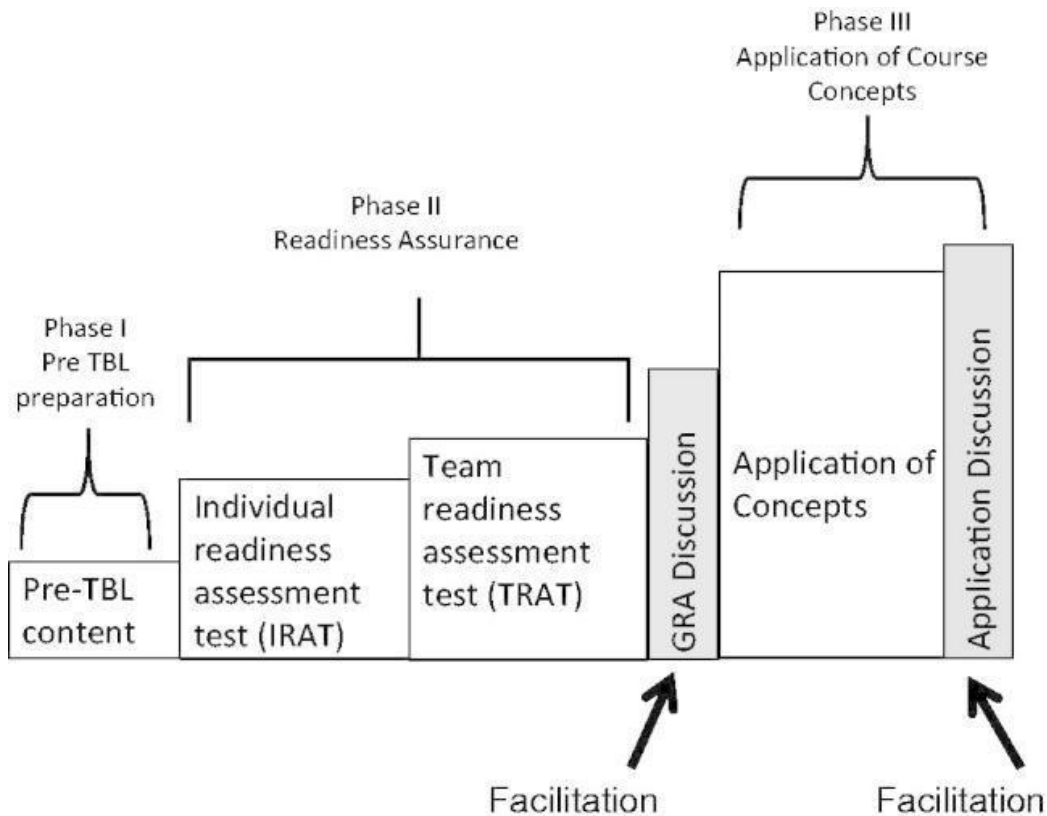 Phase III
Application of Course
Concepts
Phase II
Readiness Assurance
Phase I
Pre TBL
preparation
Pre-TBL
content
Individual
readiness
assessment
test (IRAT)
Team
readiness
assessment
test (TRAT)
GRA Discussion
Application of
Concepts
Application Discussion
Facilitation
Facilitation